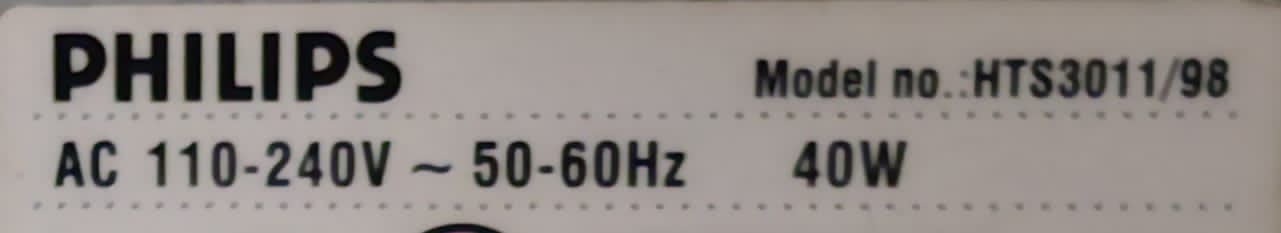 PHILIPS Model no.:HTS3011/98
AC 110-240V ~ 50-60Hz 40W